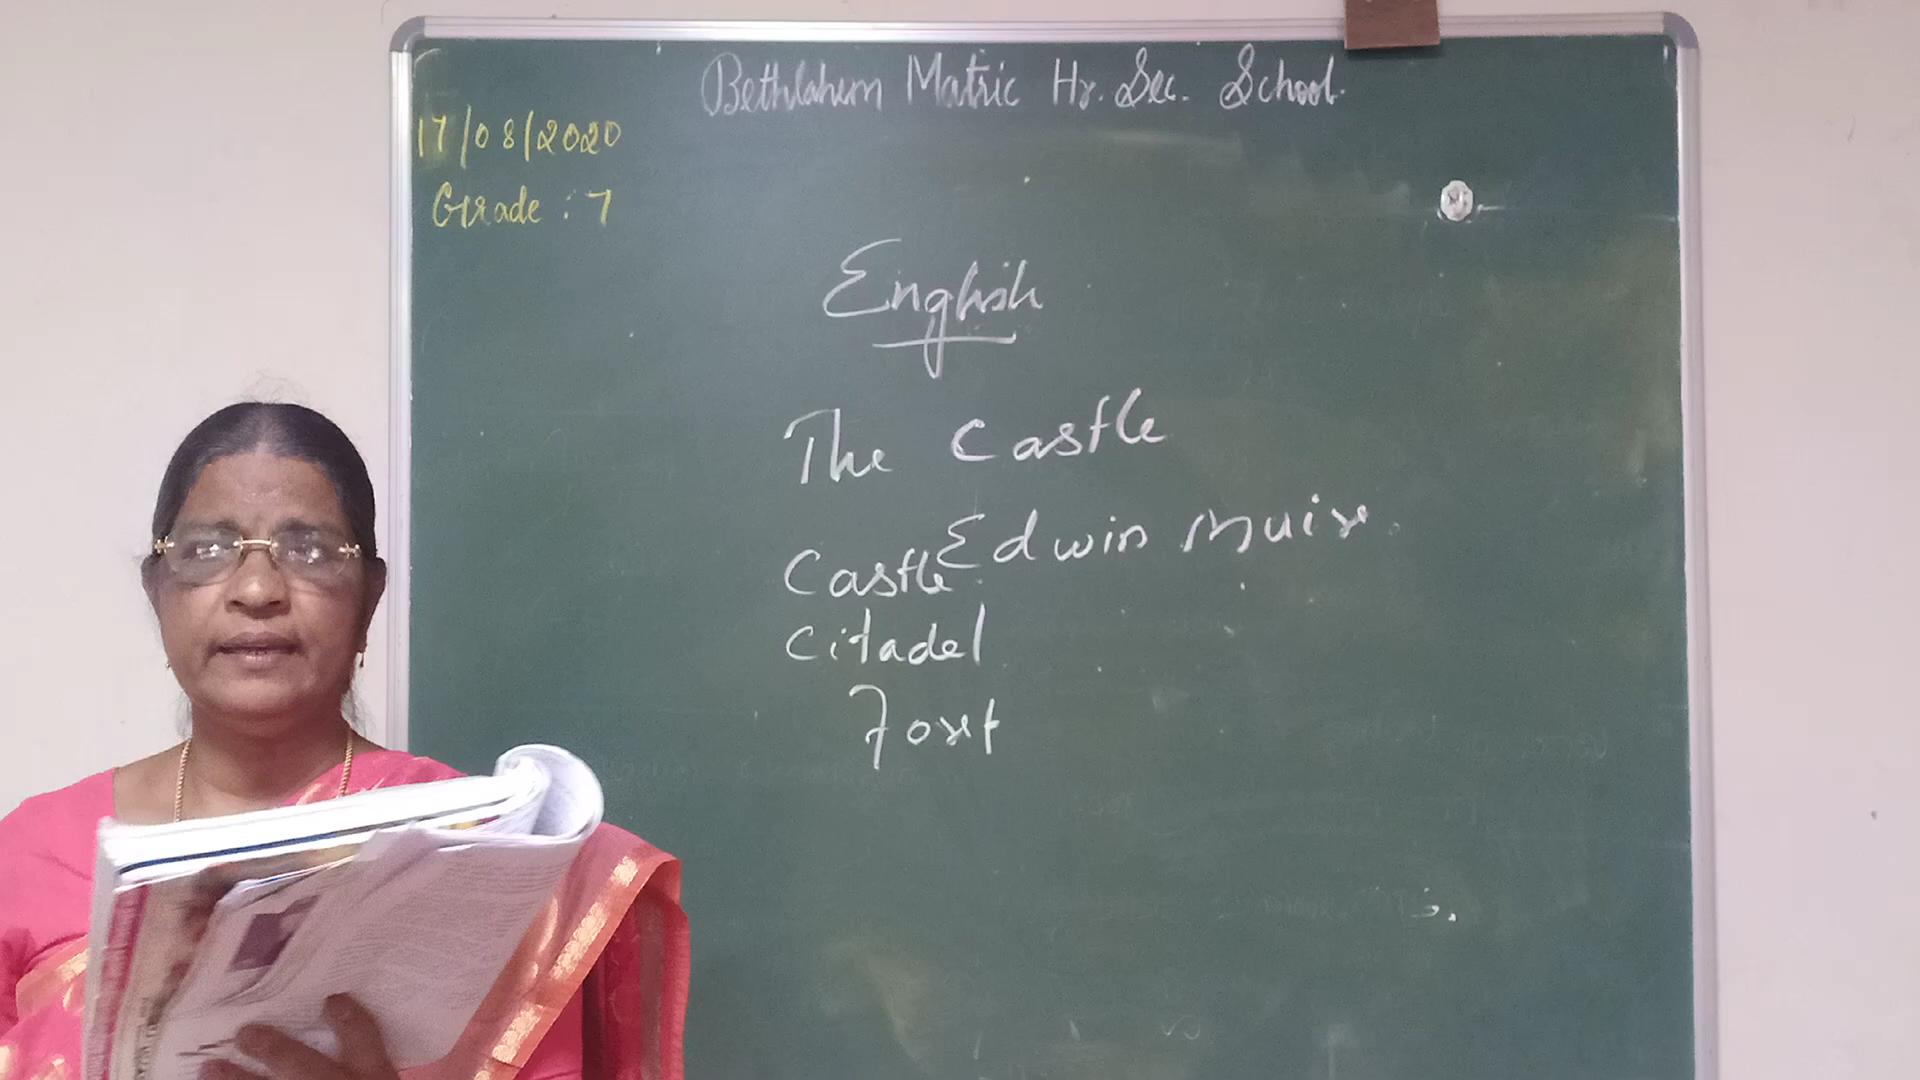 Bethlahem Matric Hr. Sec. School.
17/08/2020
Grade : 7
English
The Castle
Edwin Muir.
Castle
Citadel
Fort